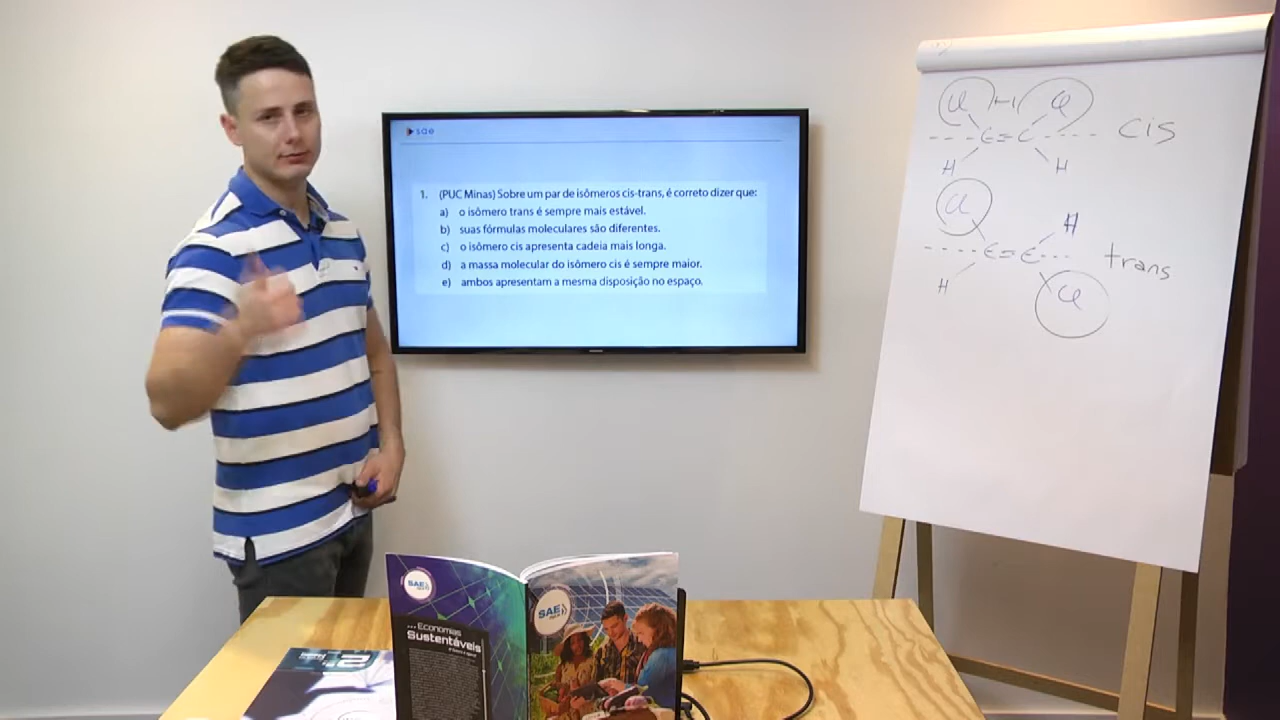 sae
1. (PUC Minas) Sobre um par de isômeros cis-trans, é correto dizer que:
a) o isômero trans é sempre mais estável.
b) suas fórmulas moleculares são diferentes.
c) o isômero cis apresenta cadeia mais longa.
d) a massa molecular do isômero cis é sempre maior.
e) ambos apresentam a mesma disposição no espaço.
Cl Cl
C=C cis
H H
Cl H
C=C trans
H Cl
SAE
...Economias
Sustentáveis
SAE
2